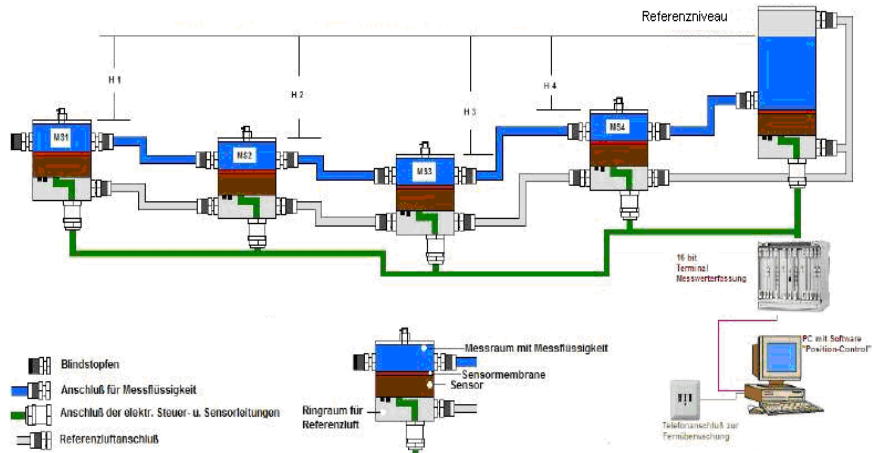 Referenzniveau
H 1
H 2
H 3
H 4
MS1
MS2
MS3
MS4
16 bit
Terminal
Messwerterfassung
PC mit Software
"Position-Control"
Telefonanschluß zur
Fernüberwachung
Blindstopfen
Anschluß für Messflüssigkeit
Anschluß der elektr. Steuer- u. Sensorleitungen
Referenzluftanschluß
Messraum mit Messflüssigkeit
Sensormembrane
Sensor
Ringraum für
Referenzluft